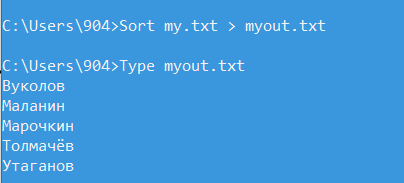 C:\Users\904>Sort my.txt > myout.txt
C:\Users\904>Type myout.txt
Вуколов
Маланин
Марочкин
Толмачёв
Утаганов